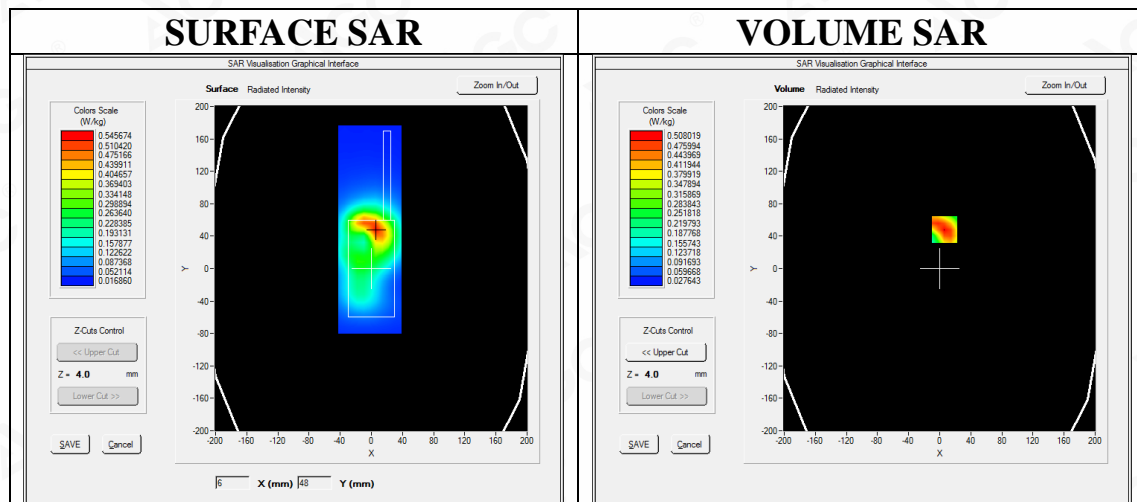 SURFACE SAR
SAR Visualisation Graphical Interface
Surface Radiated Intensity
Zoom In/Out
Colors Scale
(W/kg)
0.545674
0.510420
0.475166
0.439911
0.404657
0.369403
0.334148
0.298894
0.263640
0.228385
0.193131
0.157877
0.122622
0.087368
0.052114
0.016860
Z-Cuts Control
<< Upper Cut
Z = 4.0 mm
Lower Cut >>
SAVE Cancel
200
160
120
80
40
0
-40
-80
-120
-160
-200
Y
-200 -160 -120 -80 -40 0 40 80 120 160 200
X
6 X (mm) 48 Y (mm)
VOLUME SAR
SAR Visualisation Graphical Interface
Volume Radiated Intensity
Zoom In/Out
Colors Scale
(W/kg)
0.508019
0.475994
0.443969
0.411944
0.379919
0.347894
0.315869
0.283843
0.251818
0.219793
0.187768
0.155743
0.123718
0.091693
0.059668
0.027643
Z-Cuts Control
<< Upper Cut
Z = 4.0 mm
Lower Cut >>
SAVE Cancel
200
160
120
80
40
0
-40
-80
-120
-160
-200
Y
-200 -160 -120 -80 -40 0 40 80 120 160 200
X